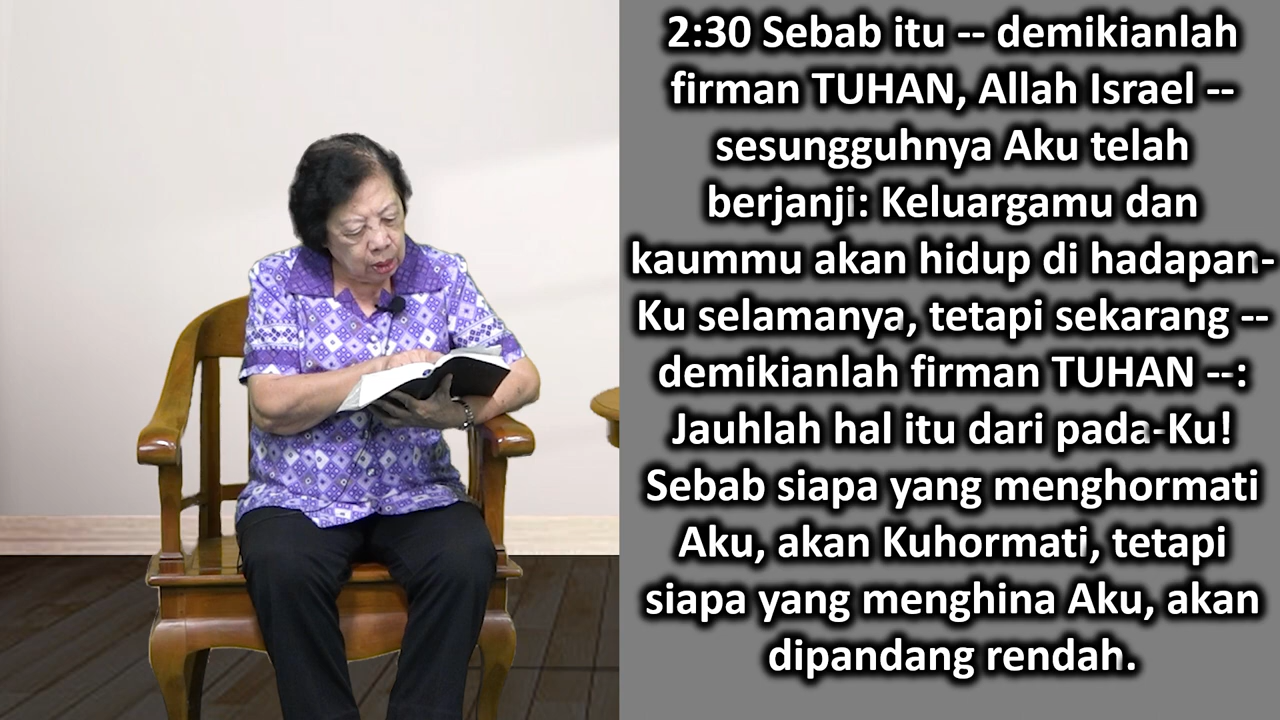 2:30 Sebab itu -- demikianlah
firman TUHAN, Allah Israel --
sesungguhnya Aku telah
berjanji: Keluargamu dan
kaummu akan hidup di hadapan-
Ku selamanya, tetapi sekarang --
demikianlah firman TUHAN --:
Jauhlah hal itu dari pada-Ku!
Sebab siapa yang menghormati
Aku, akan Kuhormati, tetapi
siapa yang menghina Aku, akan
dipandang rendah.